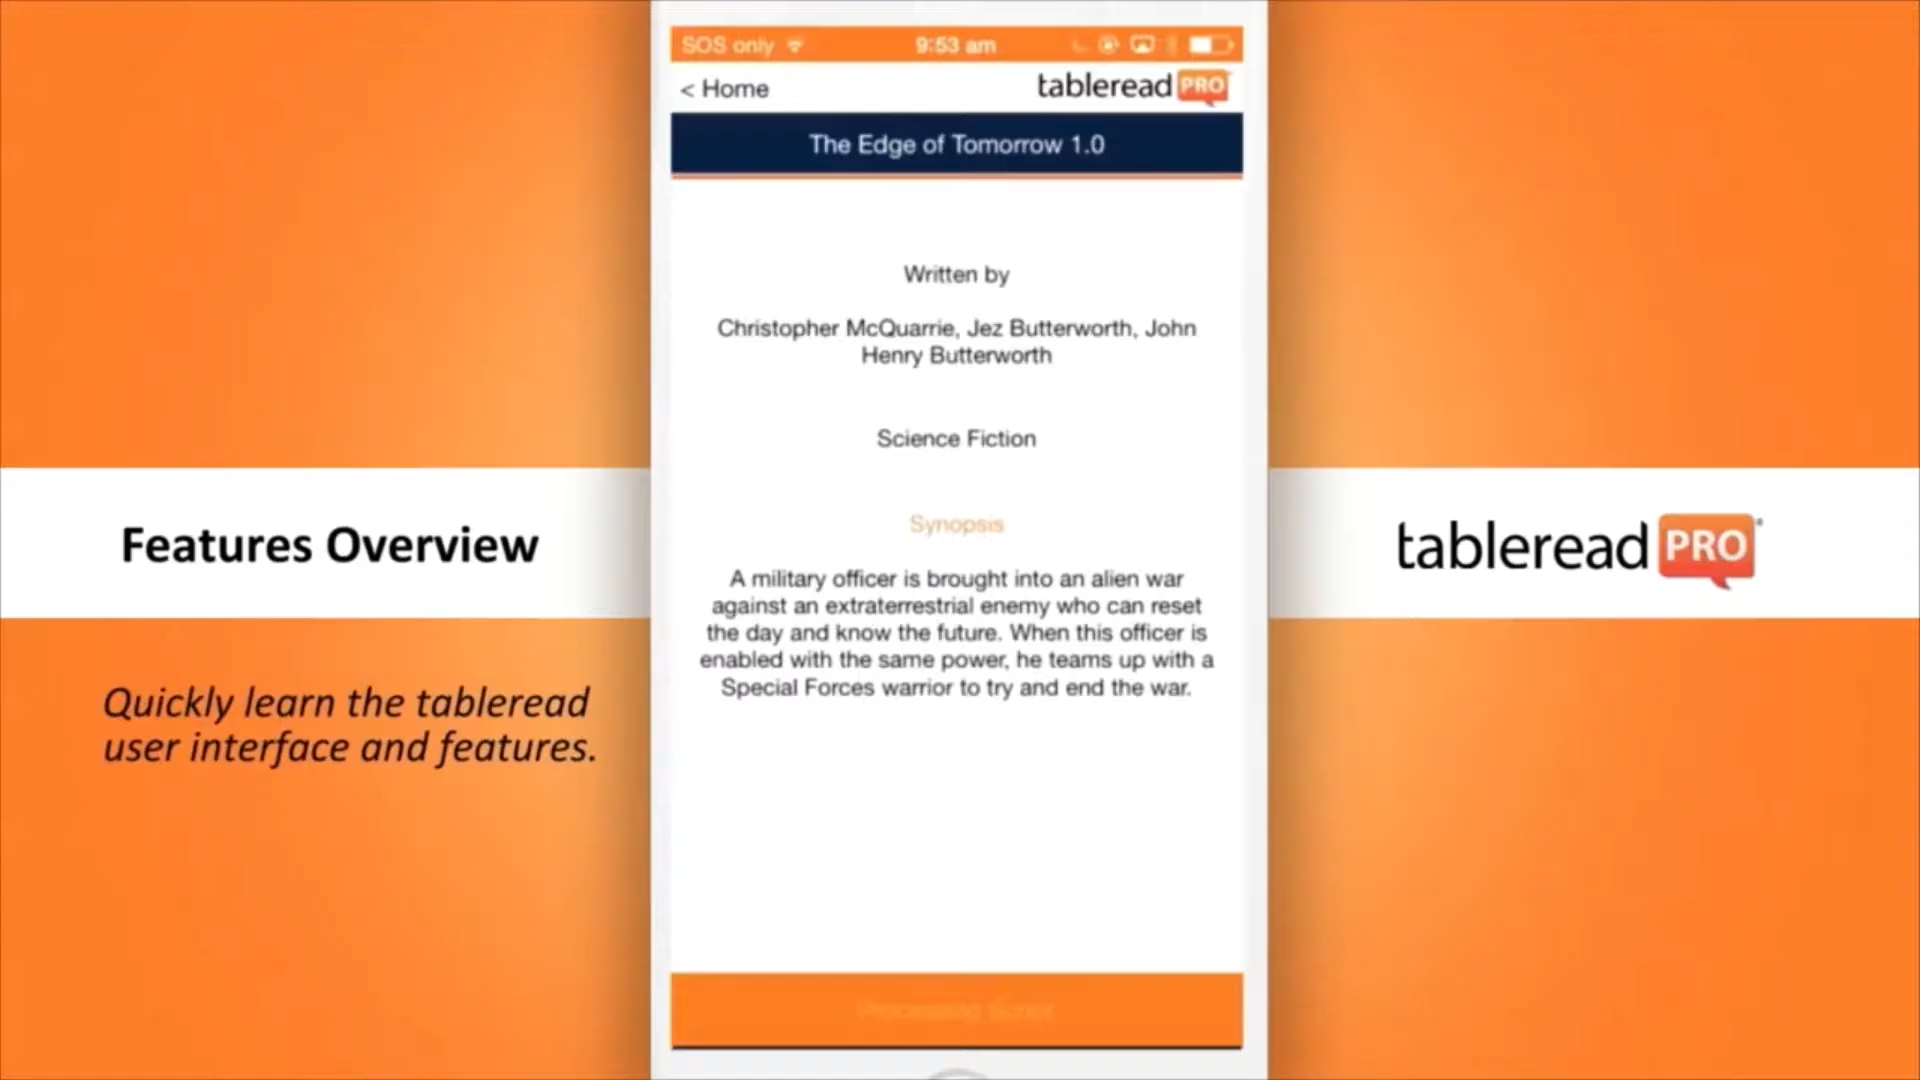 SOS only
9:53 am
< Home
tableread PRO
The Edge of Tomorrow 1.0
Written by
Christopher McQuarrie, Jez Butterworth, John
Henry Butterworth
Science Fiction
Synopsis
A military officer is brought into an alien war
against an extraterrestrial enemy who can reset
the day and know the future. When this officer is
enabled with the same power, he teams up with a
Special Forces warrior to try and end the war.
Processing Script
Features Overview
Quickly learn the tableread
user interface and features.
tableread PRO